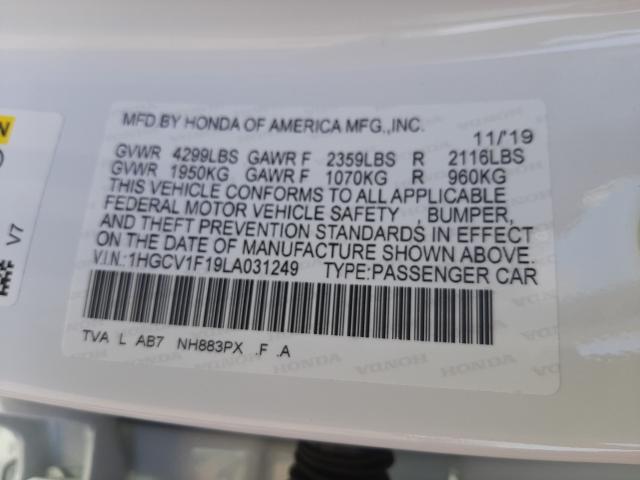 MFD.BY HONDA OF AMERICA MFG.,INC.
11/19
GVWR 4299LBS GAWR F 2359LBS R 2116LBS
GVWR 1950KG GAWR F 1070KG R 960KG
THIS VEHICLE CONFORMS TO ALL APPLICABLE
FEDERAL MOTOR VEHICLE SAFETY , BUMPER,
AND THEFT PREVENTION STANDARDS IN EFFECT
ON THE DATE OF MANUFACTURE SHOWN ABOVE.
V.I.N.:1HGCV1F19LA031249 TYPE:PASSENGER CAR
TVA L AB7 NH883PX .F .A
V7